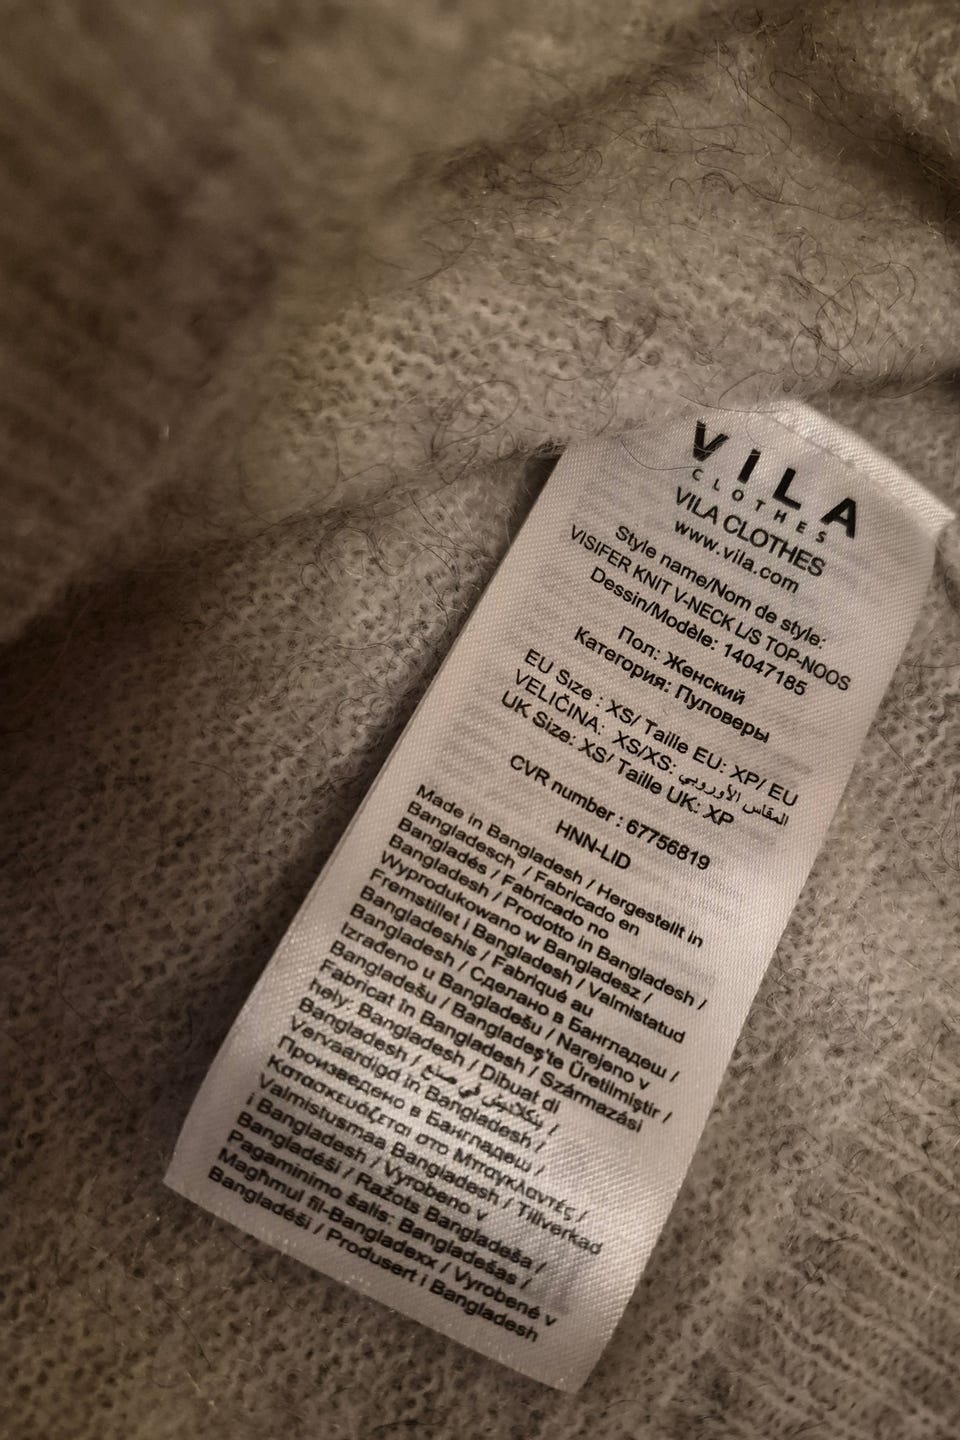 VILA
CLOTHES
VILA CLOTHES
www.vila.com
Style name/Nom de style:
VISIFER KNIT V-NECK L/S TOP-NOOS
Dessin/Modèle: 14047185
Пол: Женский
Категория: Пуловеры
EU Size : XS/ Taille EU: XP/ EU
VELIČINA: XS/XS: المقاس الأوروبي
UK Size: XS/ Taille UK: XP
CVR number : 67756819
HNN-LID
Made in Bangladesh / Hergestellt in
Bangladesch / Fabricado en
Bangladés / Fabricado no
Bangladesh / Prodotto in Bangladesh /
Wyprodukowano w Bangladesz /
Fremstillet i Bangladesh / Valmistatud
Bangladeshis / Fabriqué au
Bangladesh / Сделано в Бангладеш /
Izrađeno u Bangladešu / Narejeno v
Bangladešu / Bangladeş'te Üretilmiştir /
Fabricat în Bangladesh / Származási
hely: Bangladesh / Dibuat di
Bangladesh / بنگلاديش في صنع /
Vervaardigd in Bangladesh /
Произведено в Бангладеш /
Κατασκευάζεται στο Μπαγκλαντές /
Valmistusmaa Bangladesh / Tillverkad
i Bangladesh / Vyrobeno v
Bangladéši / Ražots Bangladeša /
Pagaminimo šalis: Bangladešas /
Magħmul fil-Bangladexx / Vyrobené v
Bangladéši / Produsert i Bangladesh